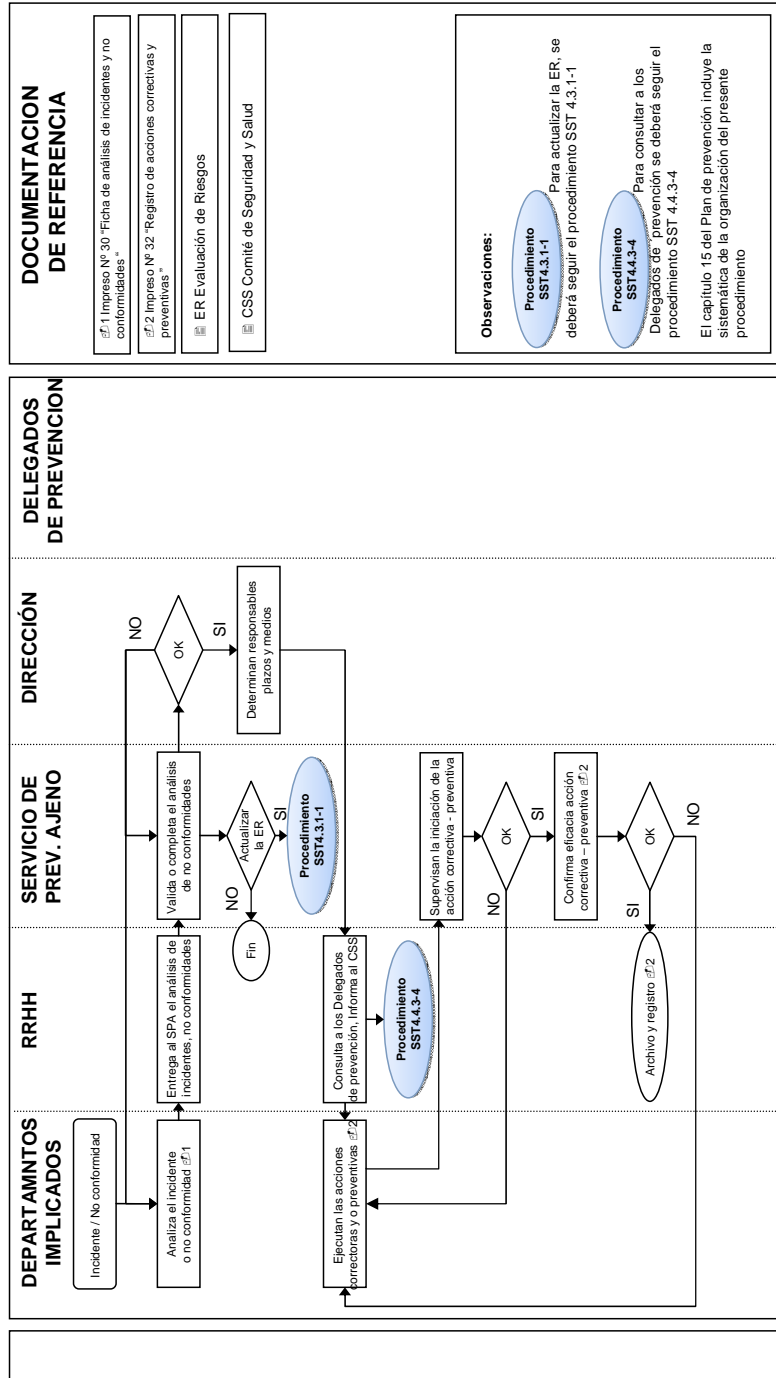 DEPARTAMNTOS
IMPLICADOS
RRHH
SERVICIO DE
PREV. AJENO
DIRECCIÓN
DELEGADOS
DE PREVENCION
Incidente / No conformidad
Analiza el incidente
o no conformidad 1
Entrega al SPA el análisis de
incidentes, no conformidades
Valida o completa el análisis
de no conformidades
OK
NO
SI
Actualizar
la ER
NO
SI
Fin
Procedimiento
SST4.3.1-1
Determinan responsables
plazos y medios
Ejecutan las acciones
correctoras y o preventivas 2
Consulta a los Delegados
de prevención, Informa al CSS
Procedimiento
SST4.4.3-4
Supervisan la iniciación de la
acción correctiva - preventiva
OK
NO
SI
Confirma eficacia acción
correctiva – preventiva 2
OK
SI
NO
Archivo y registro 2
DOCUMENTACION
DE REFERENCIA
1 Impreso Nº 30 “Ficha de análisis de incidentes y no
conformidades “
2 Impreso Nº 32 “Registro de acciones correctivas y
preventivas ”
ER Evaluación de Riesgos
CSS Comité de Seguridad y Salud
Observaciones:
Procedimiento
SST4.3.1-1
Para actualizar la ER, se
deberá seguir el procedimiento SST 4.3.1-1
Procedimiento
SST4.4.3-4
Para consultar a los
Delegados de prevención se deberá seguir el
procedimiento SST 4.4.3-4
El capítulo 15 del Plan de prevención incluye la
sistemática de la organización del presente
procedimiento